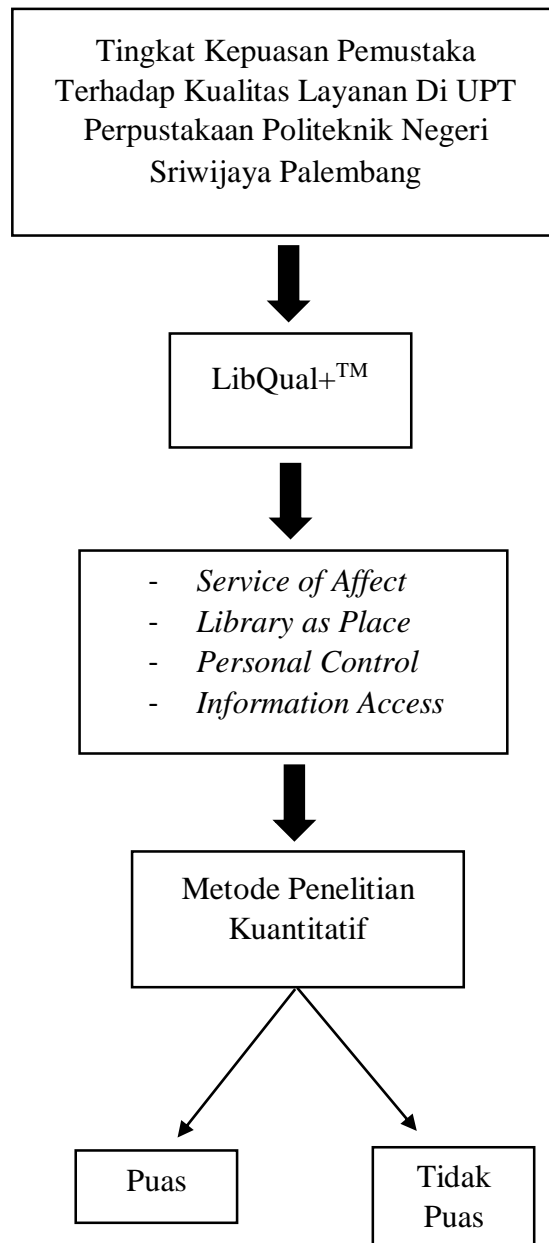 Tingkat Kepuasan Pemustaka
Terhadap Kualitas Layanan Di UPT
Perpustakaan Politeknik Negeri
Sriwijaya Palembang
LibQual+™
- Service of Affect
- Library as Place
- Personal Control
- Information Access
Metode Penelitian
Kuantitatif
Puas
Tidak
Puas